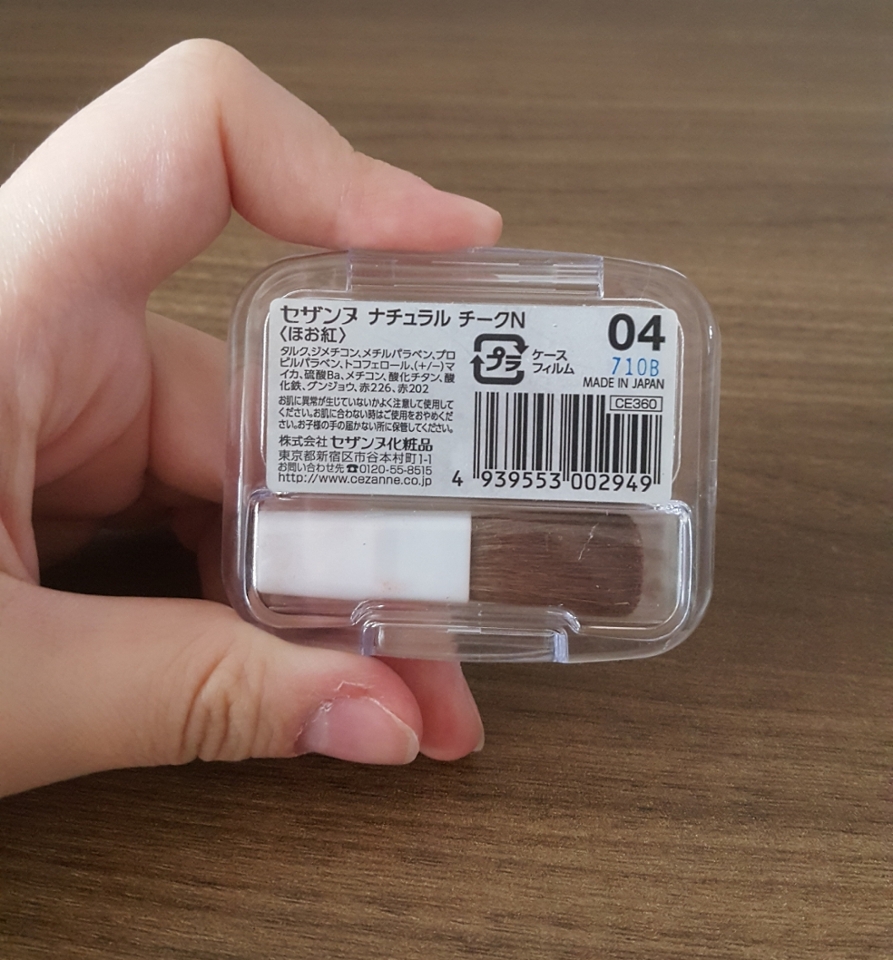 セザンヌ ナチュラル チークN
〈ほお紅〉
タルク、ジメチコン、メチルパラベン、プロ
ピルパラベン、トコフェロール、(+/−)マ
イカ、硫酸Ba、メチコン、酸化チタン、酸
化鉄、グンジョウ、赤226、赤202
お肌に異常が生じていないかよく注意して使用して
ください。お肌に合わない時はご使用をおやめくだ
さい。お子様の手の届かない所に保管してください。
株式会社 セザンヌ化粧品
東京都新宿区市谷本村町1-1
お問い合わせ先☎0120-55-8515
http://www.cezanne.co.jp
プラ
ケース
フィルム
04
710B
MADE IN JAPAN
CE360
4 939553 002949